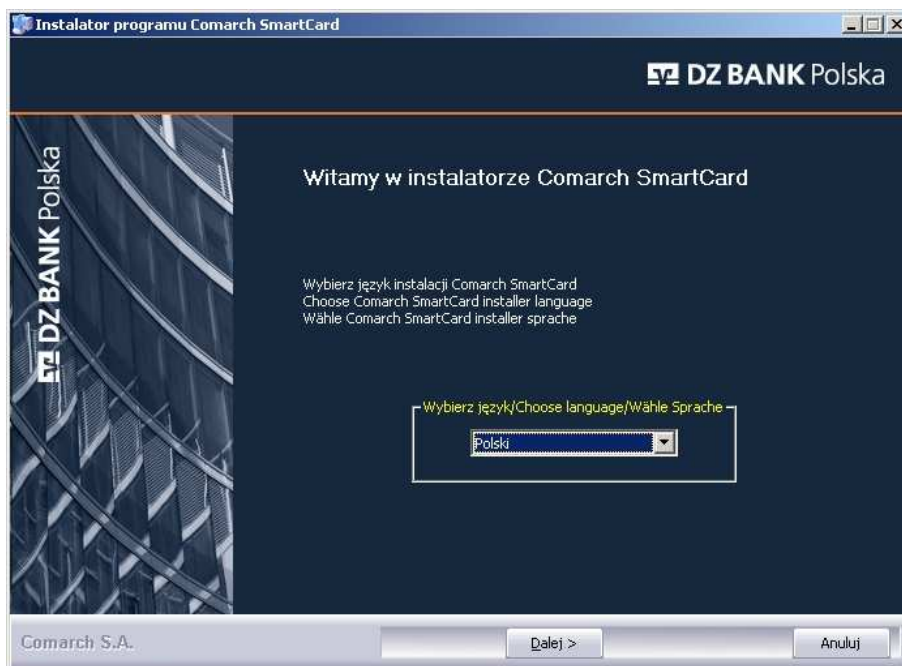 Instalator programu Comarch SmartCard
DZ BANK Polska
DZ BANK Polska
Witamy w instalatorze Comarch SmartCard
Wybierz język instalacji Comarch SmartCard
Choose Comarch SmartCard installer language
Wähle Comarch SmartCard installer sprache
Wybierz język/Choose language/Wähle Sprache
Polski
Comarch S.A.
Dalej >
Anuluj